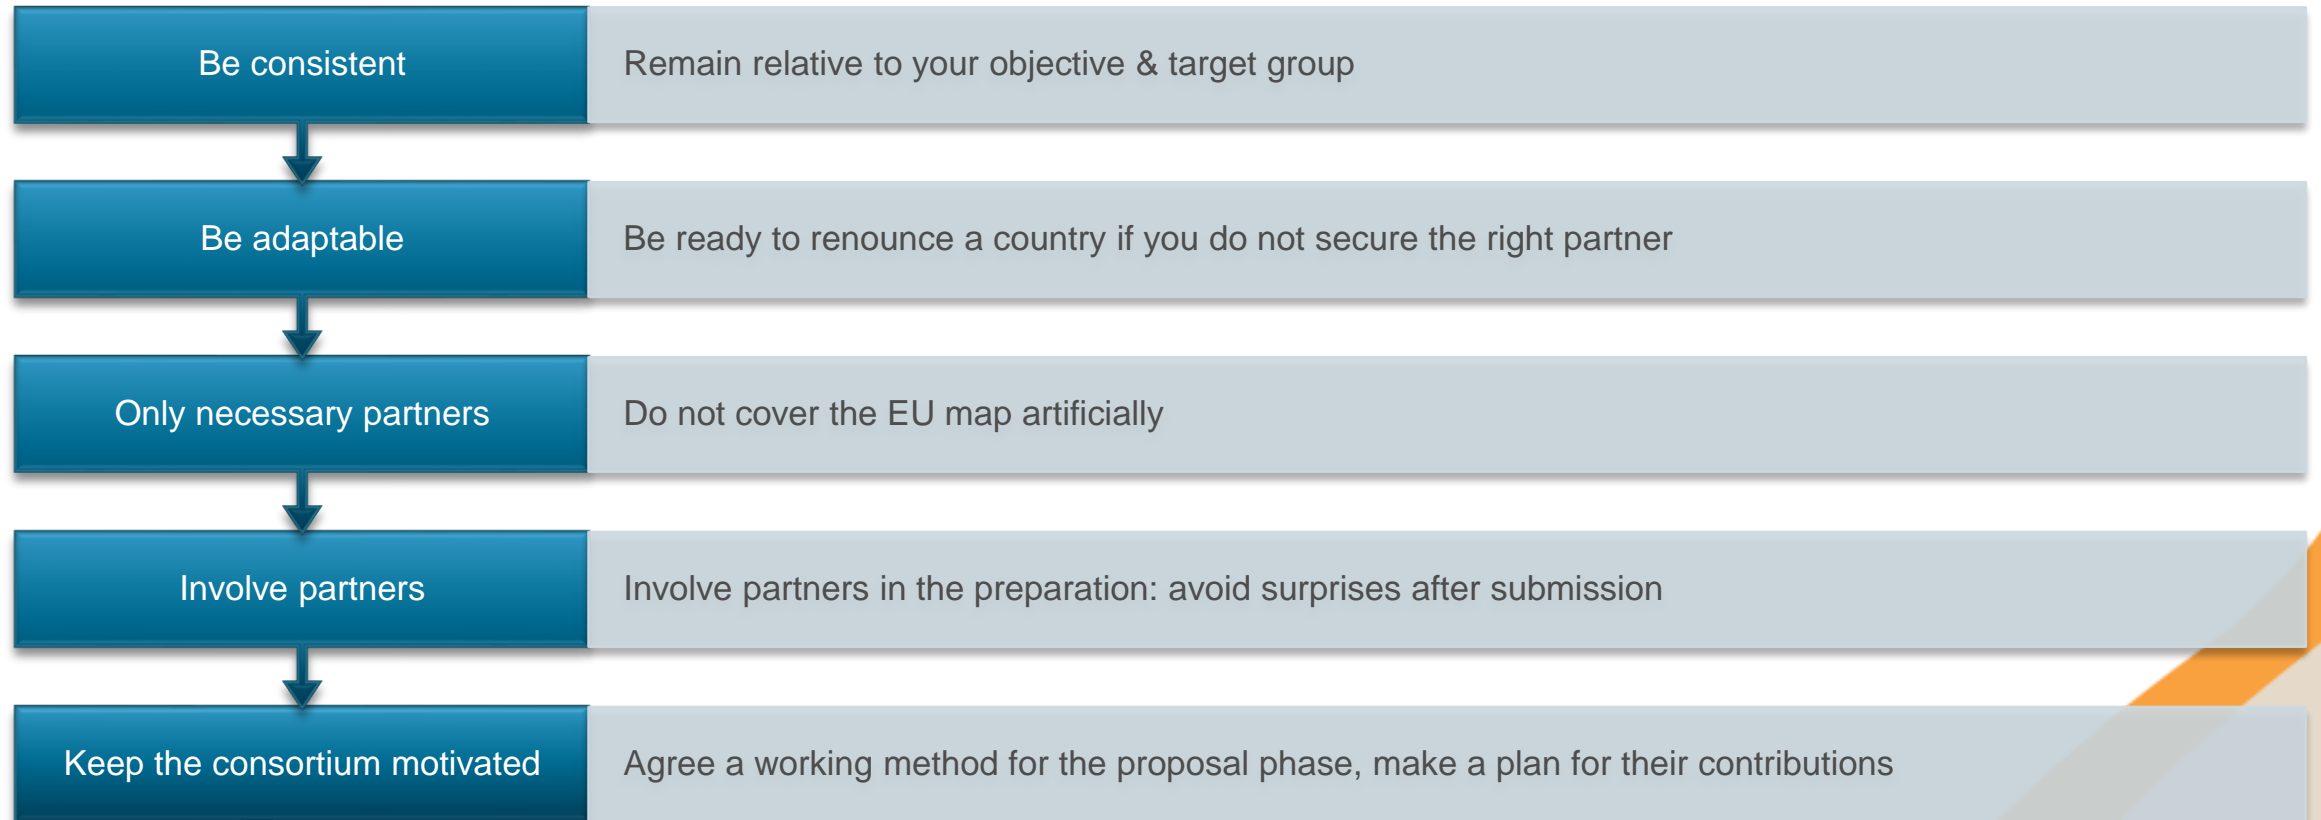 Be consistent
Remain relative to your objective & target group
Be adaptable
Be ready to renounce a country if you do not secure the right partner
Only necessary partners
Do not cover the EU map artificially
Involve partners
Involve partners in the preparation: avoid surprises after submission
Keep the consortium motivated
Agree a working method for the proposal phase, make a plan for their contributions